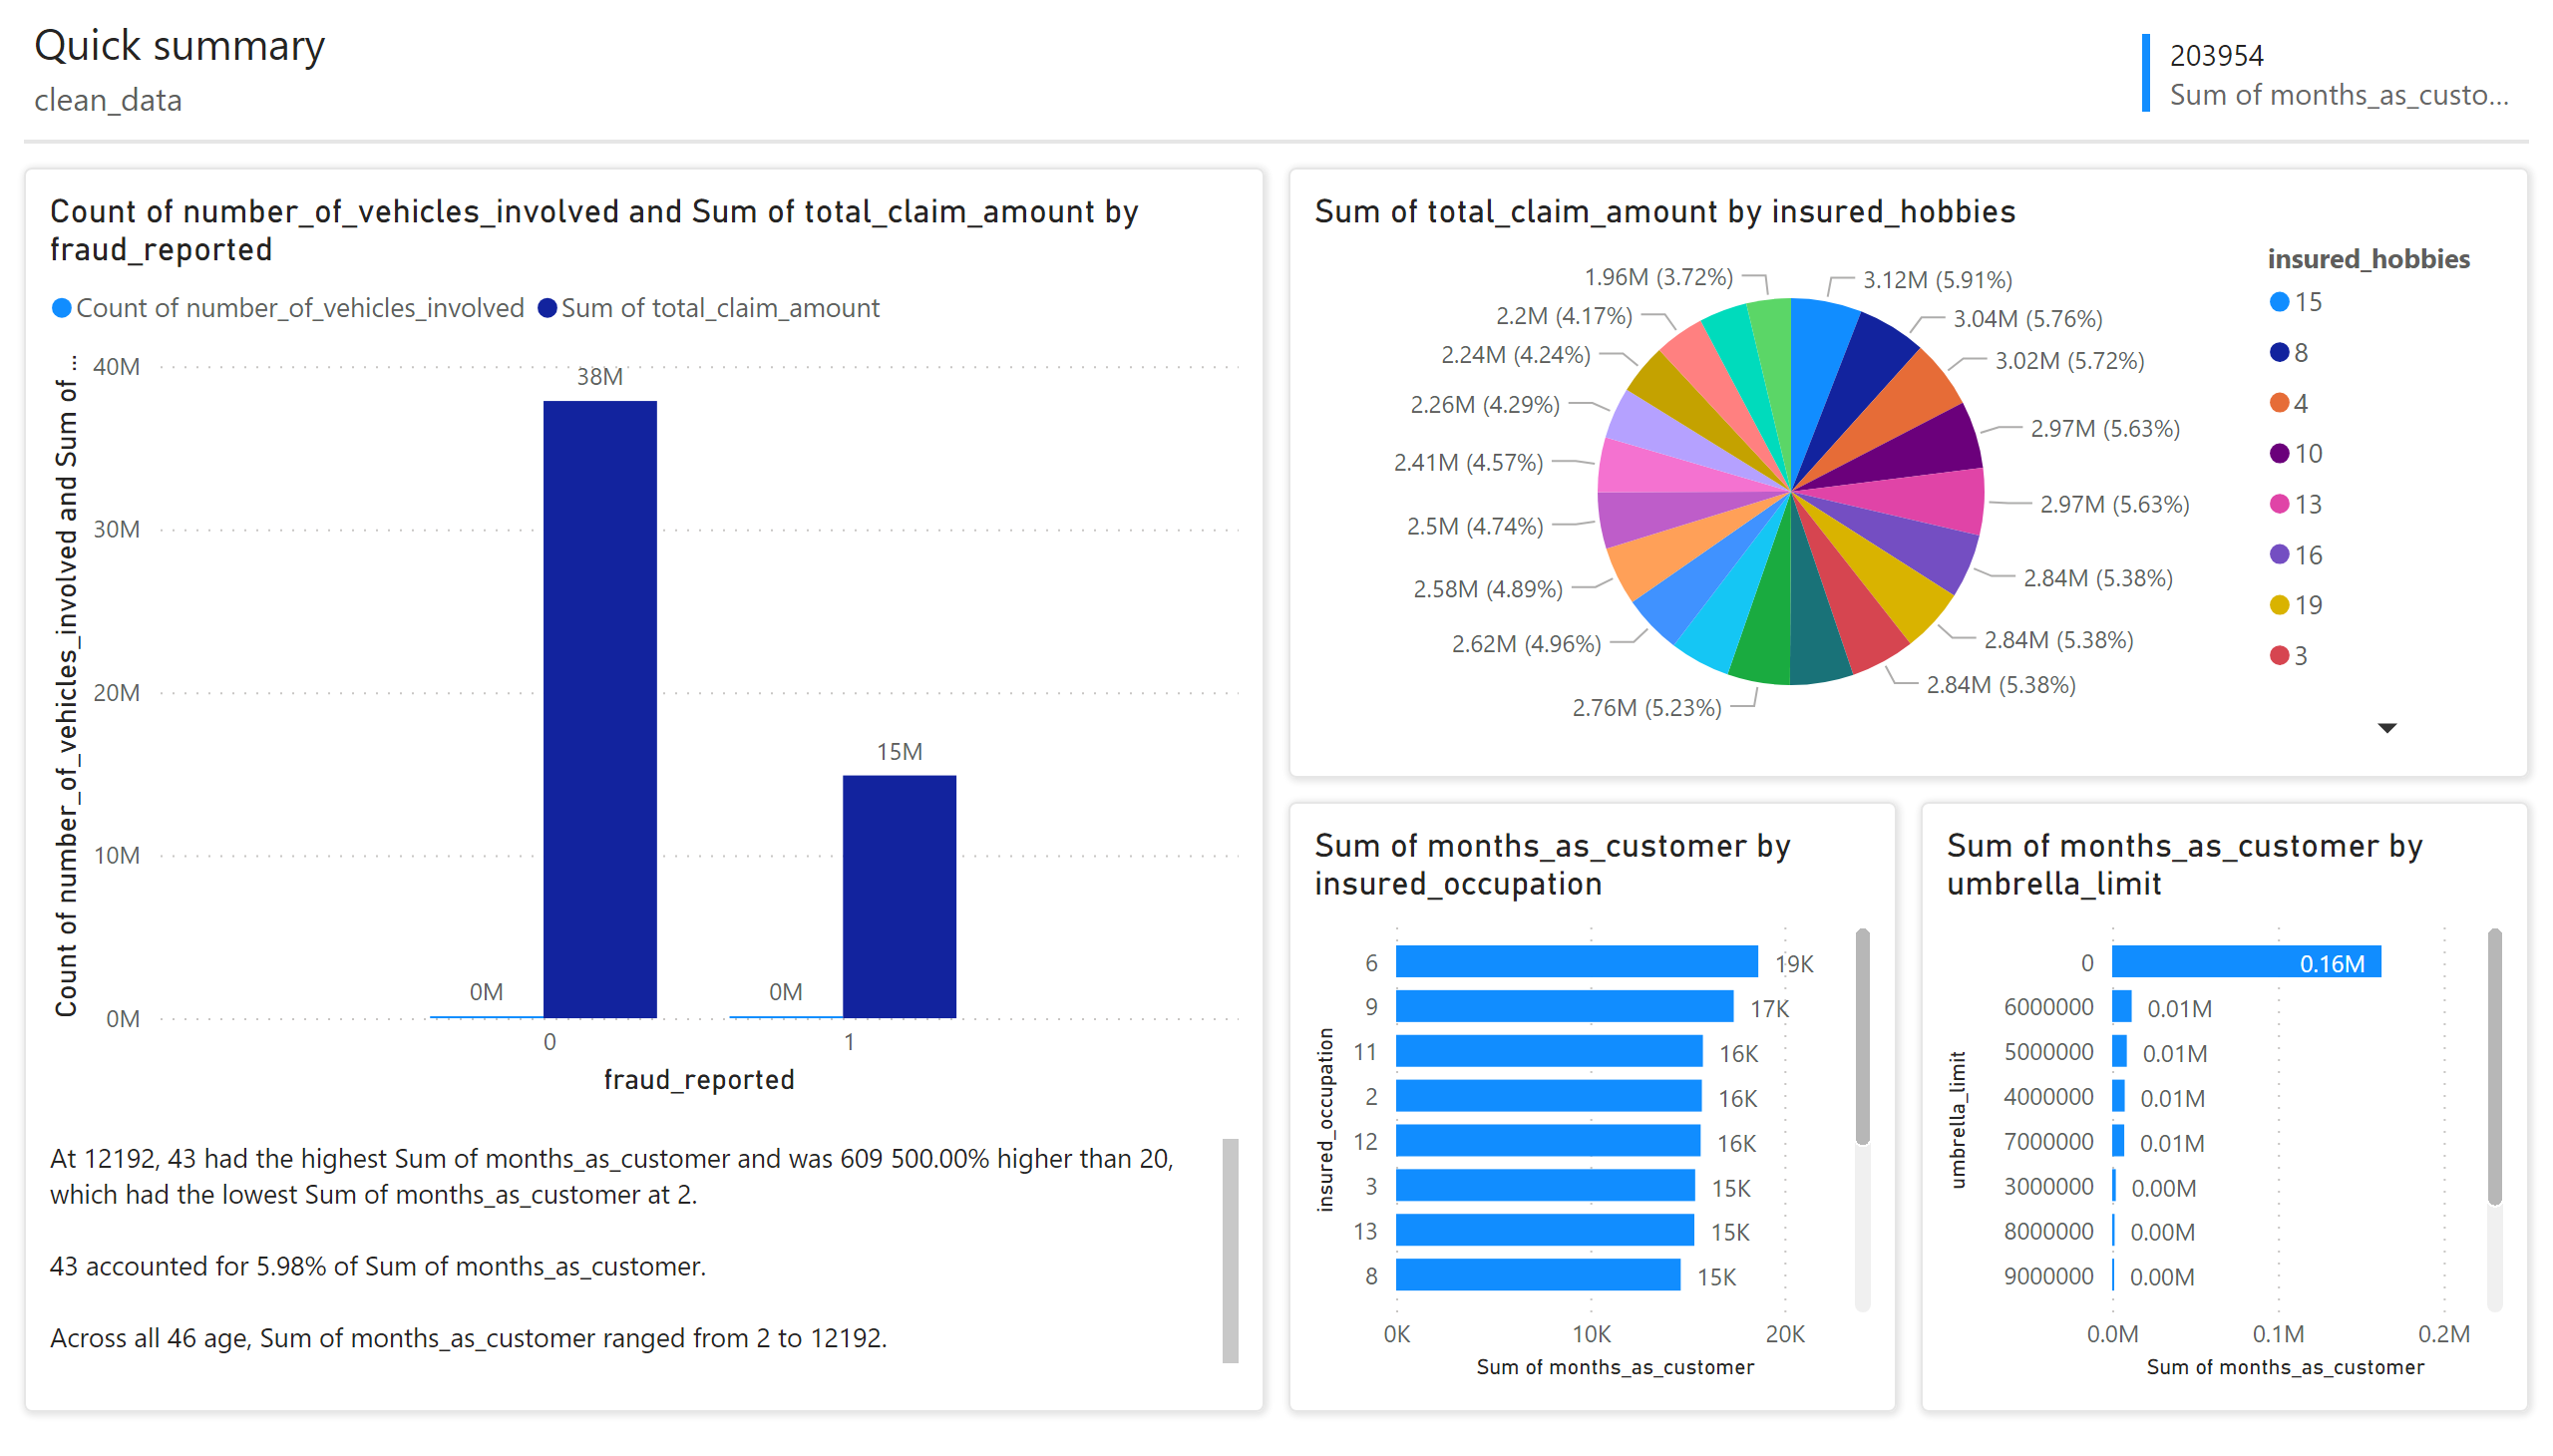 Quick summary
clean_data
203954
Sum of months_as_custo...
Count of number_of_vehicles_involved and Sum of total_claim_amount by
fraud_reported
Count of number_of_vehicles_involved Sum of total_claim_amount
Count of number_of_vehicles_involved and Sum of ...
40M
30M
20M
10M
0M
38M
15M
0M
0M
0
1
fraud_reported
At 12192, 43 had the highest Sum of months_as_customer and was 609 500.00% higher than 20,
which had the lowest Sum of months_as_customer at 2.
43 accounted for 5.98% of Sum of months_as_customer.
Across all 46 age, Sum of months_as_customer ranged from 2 to 12192.
Sum of total_claim_amount by insured_hobbies
3.12M (5.91%)
3.04M (5.76%)
3.02M (5.72%)
2.97M (5.63%)
2.97M (5.63%)
2.84M (5.38%)
2.84M (5.38%)
2.84M (5.38%)
2.76M (5.23%)
2.62M (4.96%)
2.58M (4.89%)
2.5M (4.74%)
2.41M (4.57%)
2.26M (4.29%)
2.24M (4.24%)
2.2M (4.17%)
1.96M (3.72%)
insured_hobbies
15
8
4
10
13
16
19
3
Sum of months_as_customer by
insured_occupation
insured_occupation
6 19K
9 17K
11 16K
2 16K
12 16K
3 15K
13 15K
8 15K
0K 10K 20K
Sum of months_as_customer
Sum of months_as_customer by
umbrella_limit
umbrella_limit
0 0.16M
6000000 0.01M
5000000 0.01M
4000000 0.01M
7000000 0.01M
3000000 0.00M
8000000 0.00M
9000000 0.00M
0.0M 0.1M 0.2M
Sum of months_as_customer